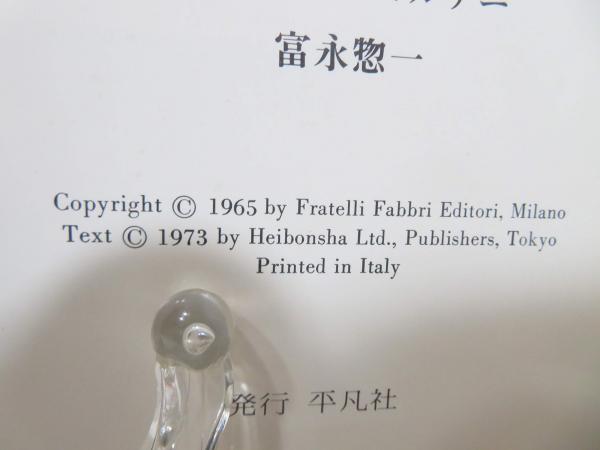 富永惣一
Copyright © 1965 by Fratelli Fabbri Editori, Milano
Text © 1973 by Heibonsha Ltd., Publishers, Tokyo
Printed in Italy
発行 平凡社